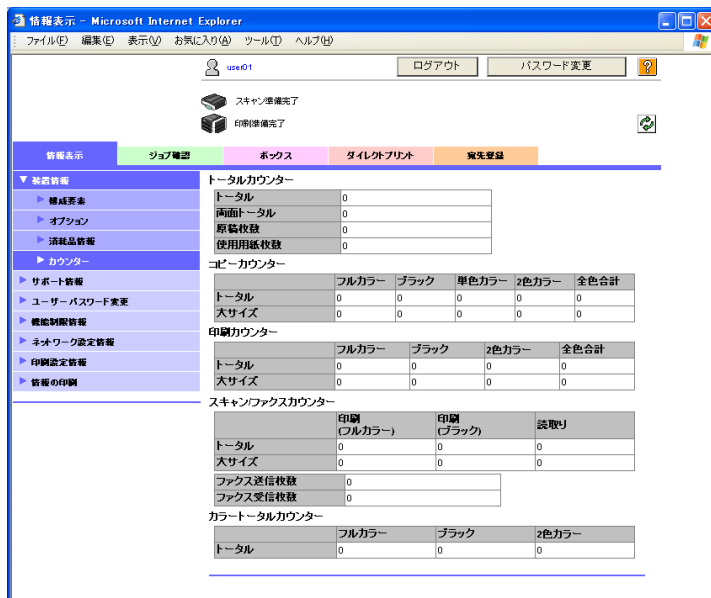 情報表示 - Microsoft Internet Explorer
ファイル(F) 編集(E) 表示(V) お気に入り(A) ツール(T) ヘルプ(H)
user01 ログアウト パスワード変更 ?
スキャン準備完了
印刷準備完了
情報表示 ジョブ確認 ボックス ダイレクトプリント 宛先登録
▼ 装置情報
構成要素
オプション
消耗品情報
カウンター
サポート情報
ユーザーパスワード変更
機能制限情報
ネットワーク設定情報
印刷設定情報
情報の印刷
トータルカウンター
トータル 0
両面トータル 0
原稿枚数 0
使用用紙枚数 0
コピーカウンター
フルカラー ブラック 単色カラー 2色カラー 全色合計
トータル 0 0 0 0 0
大サイズ 0 0 0 0 0
印刷カウンター
フルカラー ブラック 2色カラー 全色合計
トータル 0 0 0 0
大サイズ 0 0 0 0
スキャン/ファクスカウンター
印刷 印刷 読取り
(フルカラー) (ブラック)
トータル 0 0 0
大サイズ 0 0 0
ファクス送信枚数 0
ファクス受信枚数 0
カラートータルカウンター
フルカラー ブラック 2色カラー
トータル 0 0 0